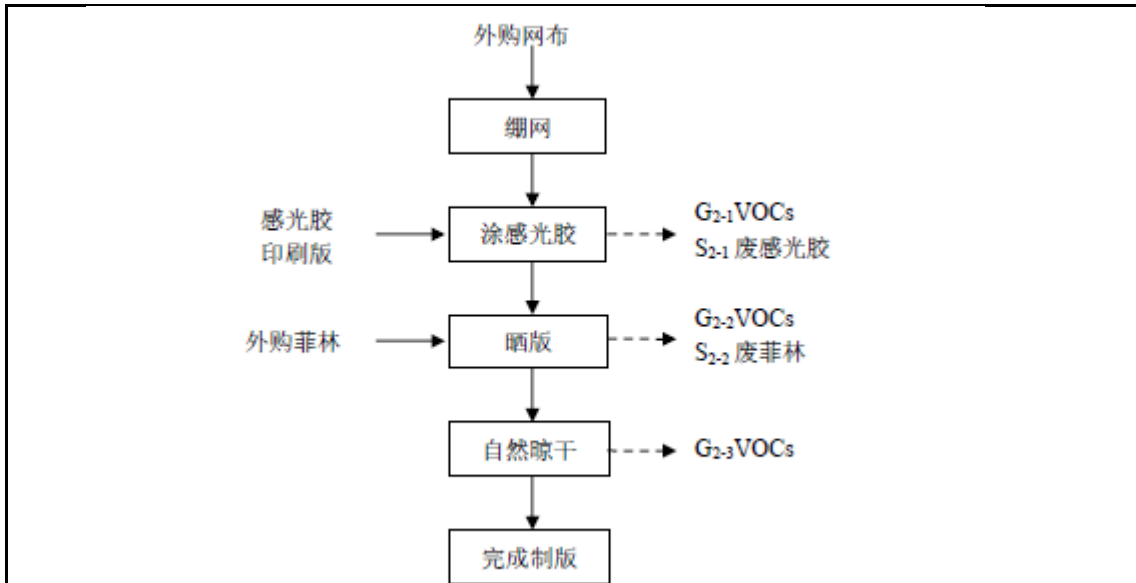 外购网布
绷网
感光胶
印刷版
涂感光胶
G₂₋₁VOCs
S₂₋₁ 废感光胶
外购菲林
晒版
G₂₋₂VOCs
S₂₋₂ 废菲林
自然晾干
G₂₋₃VOCs
完成制版